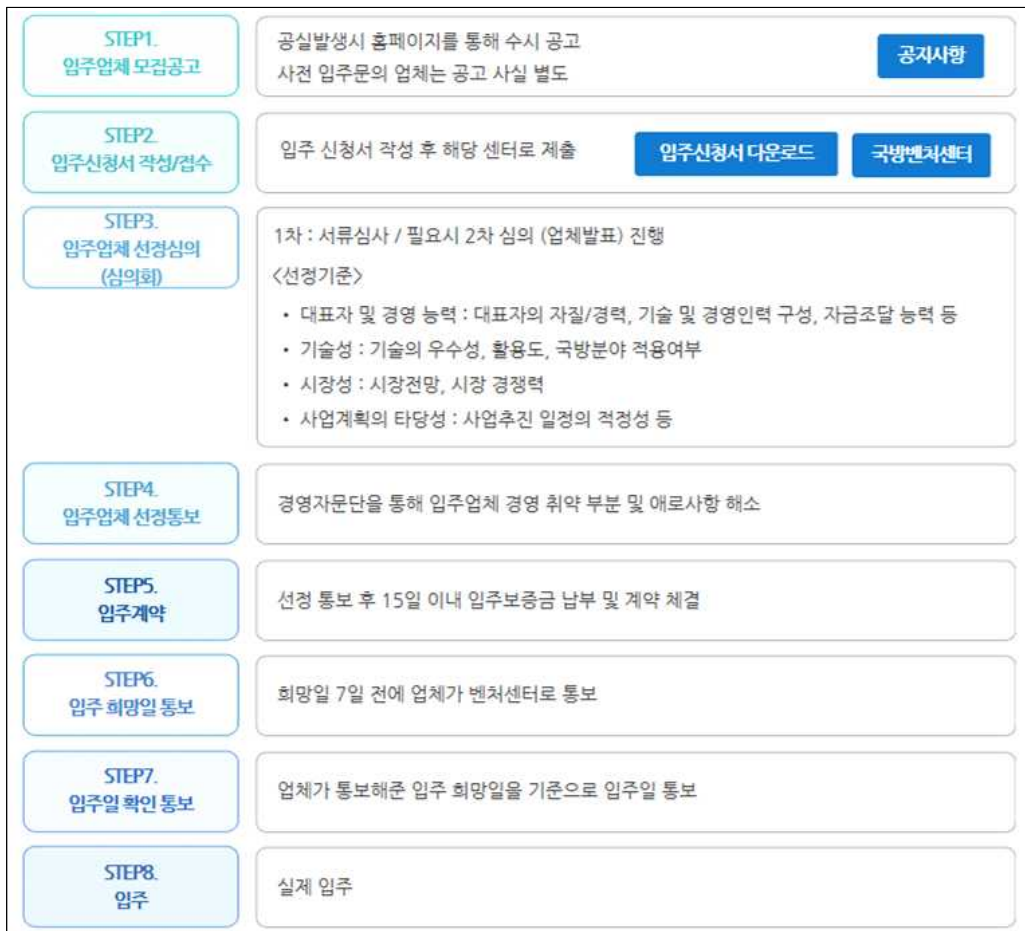 STEP1.
입주업체 모집공고
공실발생시 홈페이지를 통해 수시 공고
사전 입주문의 업체는 공고 사실 별도
공지사항
STEP2.
입주신청서 작성/접수
입주 신청서 작성 후 해당 센터로 제출
입주신청서 다운로드
국방벤처센터
STEP3.
입주업체 선정심의
(심의회)
1차 : 서류심사 / 필요시 2차 심의 (업체발표) 진행
<선정기준>
• 대표자 및 경영 능력 : 대표자의 자질/경력, 기술 및 경영인력 구성, 자금조달 능력 등
• 기술성 : 기술의 우수성, 활용도, 국방분야 적용여부
• 시장성 : 시장전망, 시장 경쟁력
• 사업계획의 타당성 : 사업추진 일정의 적정성 등
STEP4.
입주업체 선정통보
경영자문단을 통해 입주업체 경영 취약 부분 및 애로사항 해소
STEP5.
입주계약
선정 통보 후 15일 이내 입주보증금 납부 및 계약 체결
STEP6.
입주 희망일 통보
희망일 7일 전에 업체가 벤처센터로 통보
STEP7.
입주일 확인 통보
업체가 통보해준 입주 희망일을 기준으로 입주일 통보
STEP8.
입주
실제 입주